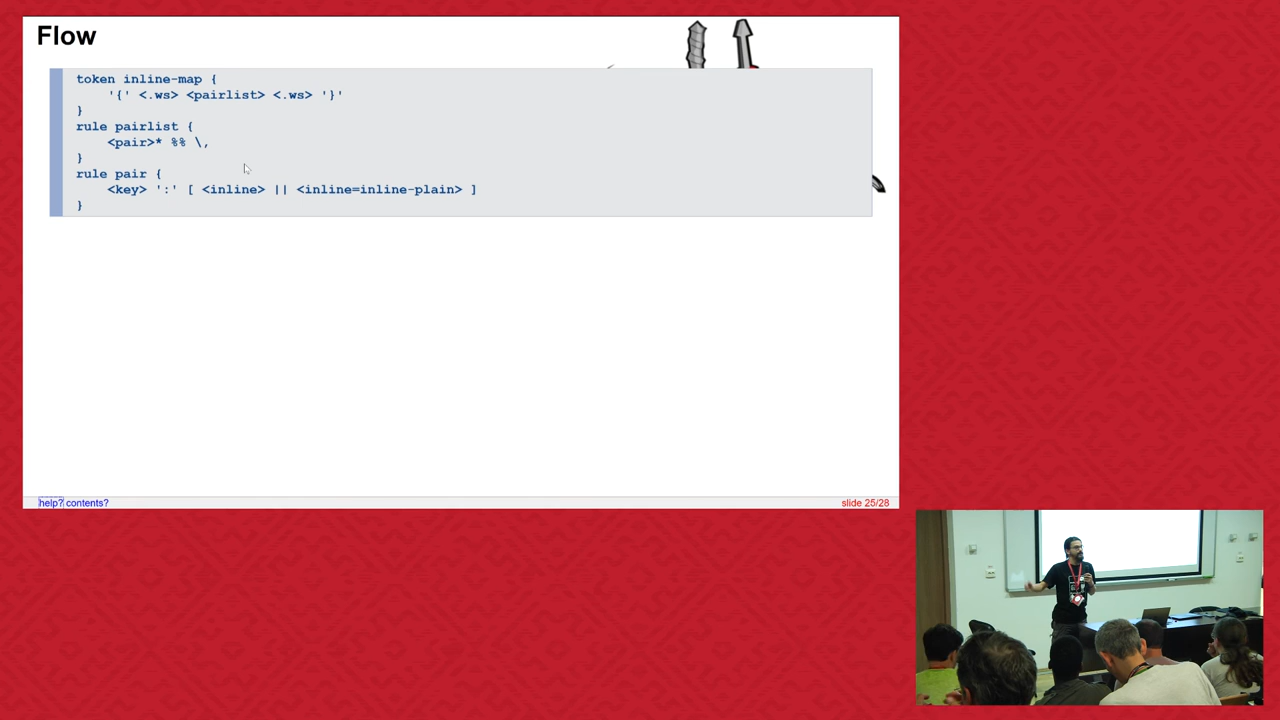 Flow
token inline-map {
    '{' <.ws> <pairlist> <.ws> '}'
}
rule pairlist {
    <pair>* %% \,
}
rule pair {
    <key> ':' [ <inline> || <inline=inline-plain> ]
}
help? contents?
slide 25/28